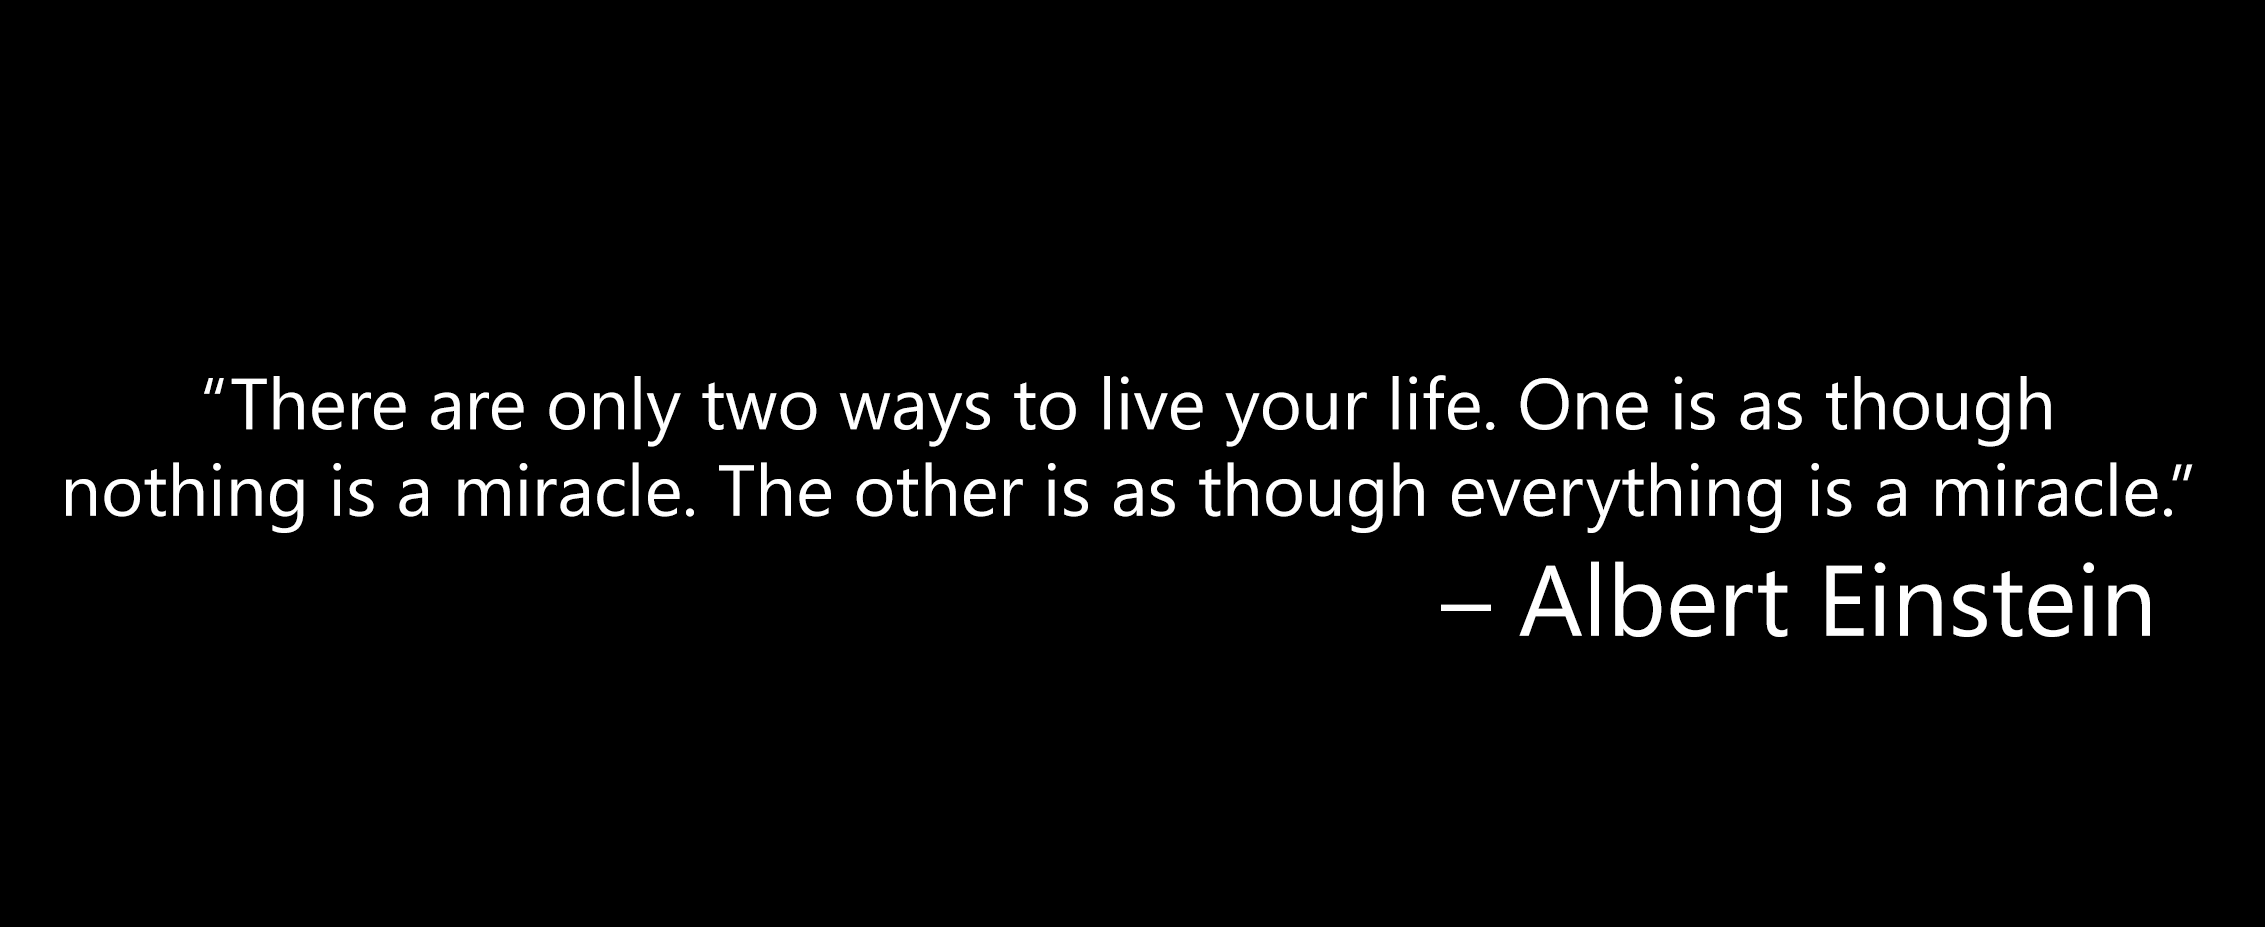 “There are only two ways to live your life. One is as though
nothing is a miracle. The other is as though everything is a miracle.”
– Albert Einstein